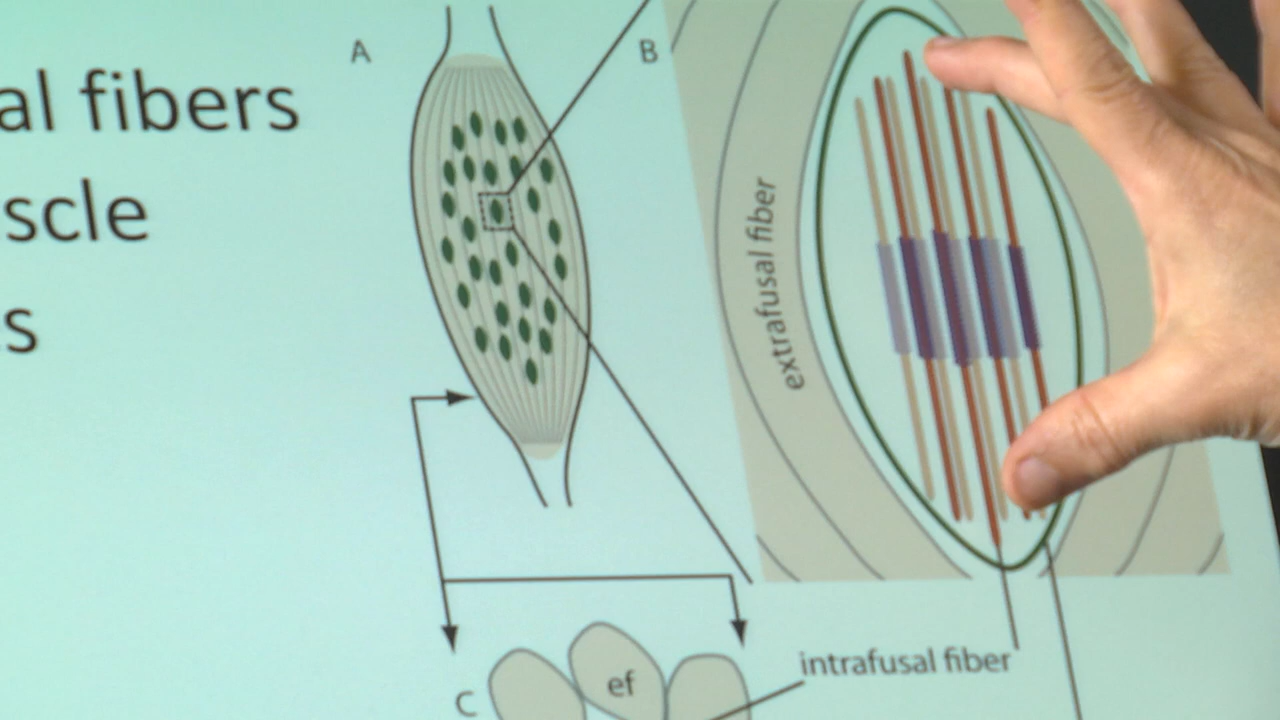 al fibers
scle
s
A
B
extrafusal fiber
C
ef
intrafusal fiber